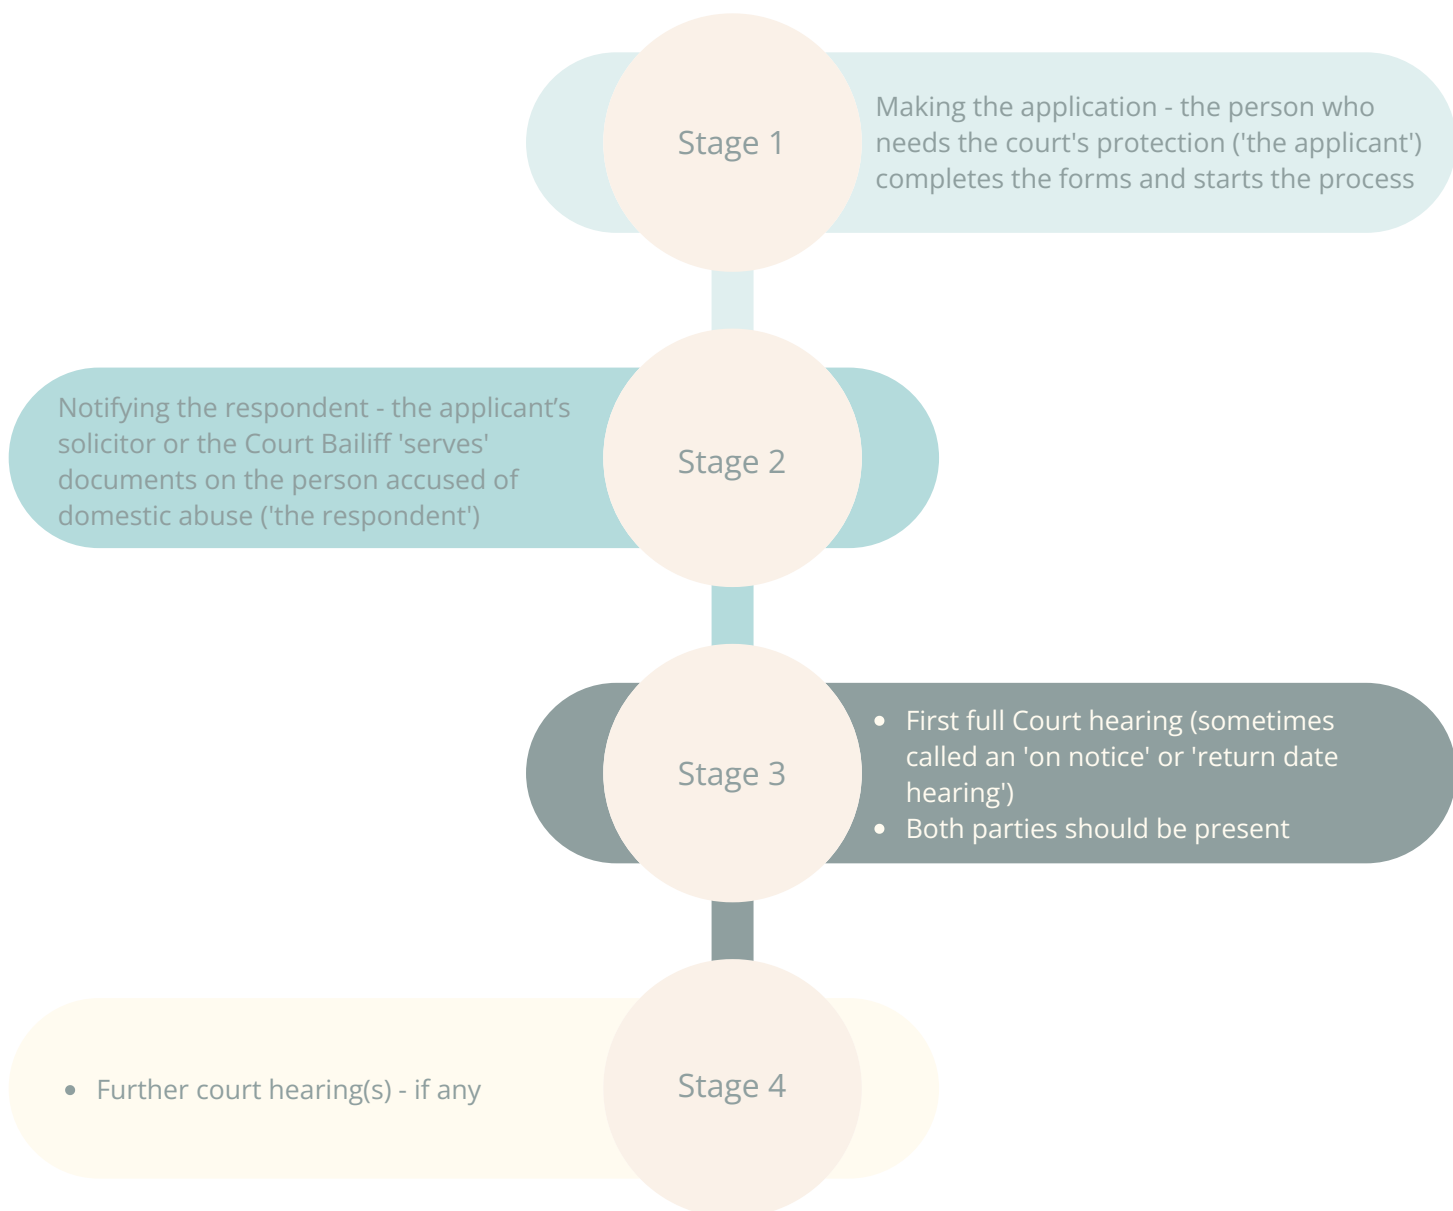 Stage 1
Making the application - the person who
needs the court's protection ('the applicant')
completes the forms and starts the process
Notifying the respondent - the applicant’s
solicitor or the Court Bailiff 'serves'
documents on the person accused of
domestic abuse ('the respondent')
Stage 2
Stage 3
• First full Court hearing (sometimes
called an 'on notice' or 'return date
hearing')
• Both parties should be present
• Further court hearing(s) - if any
Stage 4